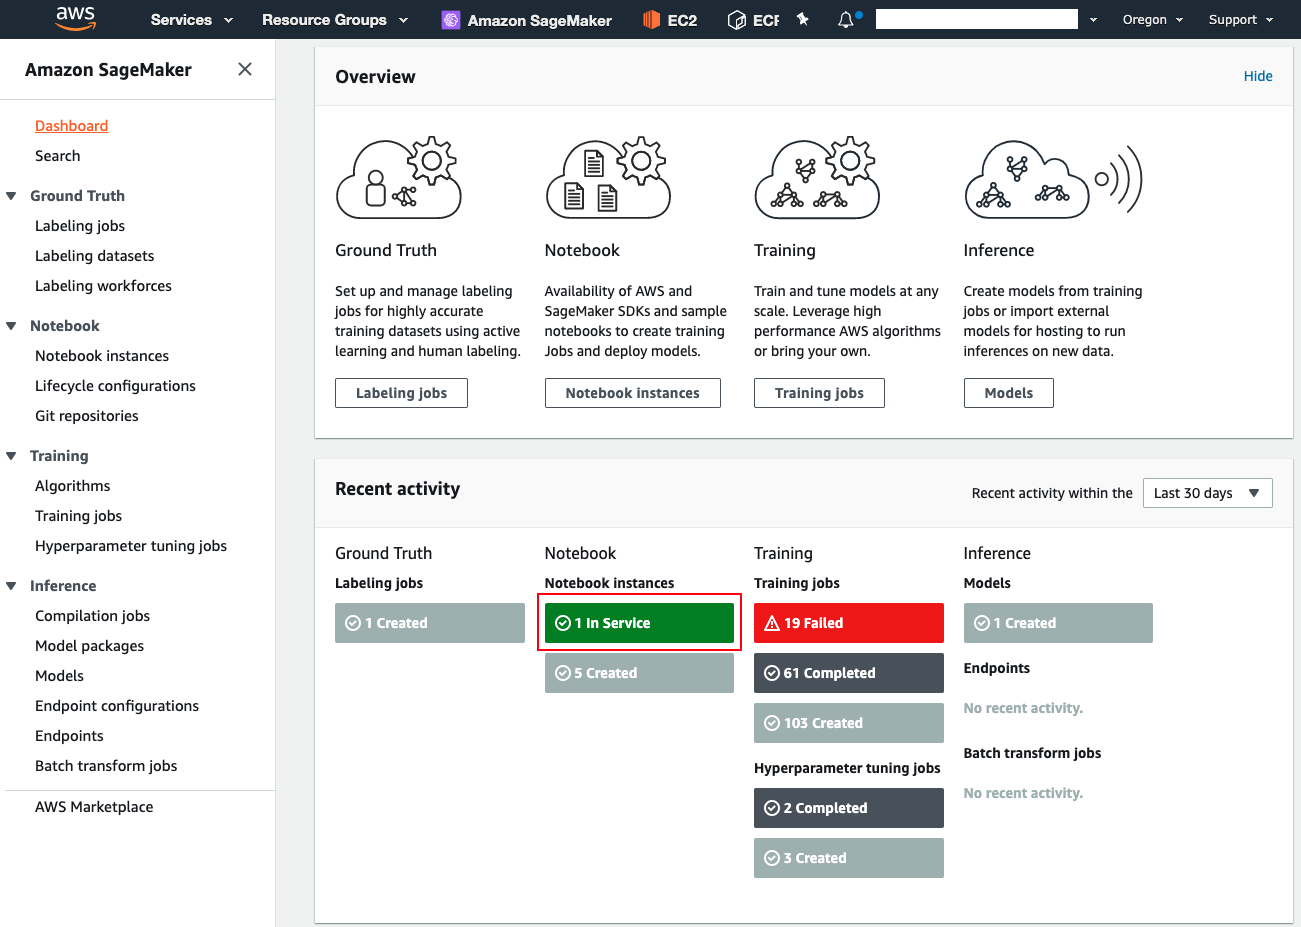 aws
Services
Resource Groups
Amazon SageMaker
EC2
ECR
Oregon
Support
Amazon SageMaker
Dashboard
Search
Ground Truth
Labeling jobs
Labeling datasets
Labeling workforces
Notebook
Notebook instances
Lifecycle configurations
Git repositories
Training
Algorithms
Training jobs
Hyperparameter tuning jobs
Inference
Compilation jobs
Model packages
Models
Endpoint configurations
Endpoints
Batch transform jobs
AWS Marketplace
Overview
Hide
Ground Truth
Set up and manage labeling
jobs for highly accurate
training datasets using active
learning and human labeling.
Labeling jobs
Notebook
Availability of AWS and
SageMaker SDKs and sample
notebooks to create training
Jobs and deploy models.
Notebook instances
Training
Train and tune models at any
scale. Leverage high
performance AWS algorithms
or bring your own.
Training jobs
Inference
Create models from training
jobs or import external
models for hosting to run
inferences on new data.
Models
Recent activity
Recent activity within the
Last 30 days
Ground Truth
Labeling jobs
1 Created
Notebook
Notebook instances
1 In Service
5 Created
Training
Training jobs
19 Failed
61 Completed
103 Created
Hyperparameter tuning jobs
2 Completed
3 Created
Inference
Models
1 Created
Endpoints
No recent activity.
Batch transform jobs
No recent activity.